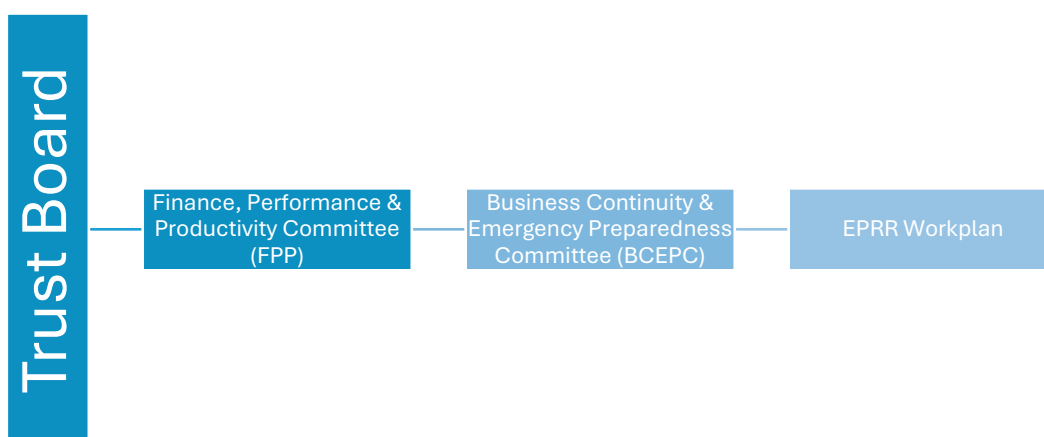 Trust Board
Finance, Performance &
Productivity Committee
(FPP)
Business Continuity &
Emergency Preparedness
Committee (BCEPC)
EPRR Workplan